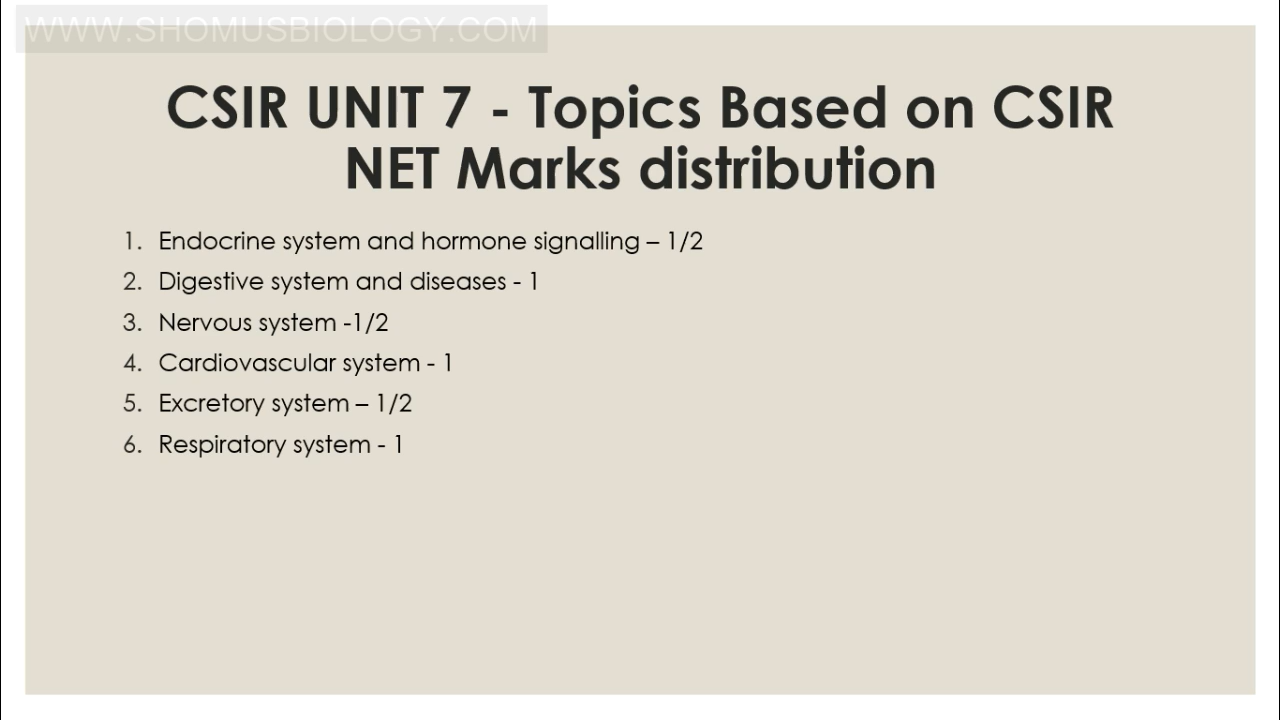 WWW.SHOMUSBIOLOGY.COM
CSIR UNIT 7 - Topics Based on CSIR
NET Marks distribution
1. Endocrine system and hormone signalling – 1/2
2. Digestive system and diseases - 1
3. Nervous system -1/2
4. Cardiovascular system - 1
5. Excretory system – 1/2
6. Respiratory system - 1